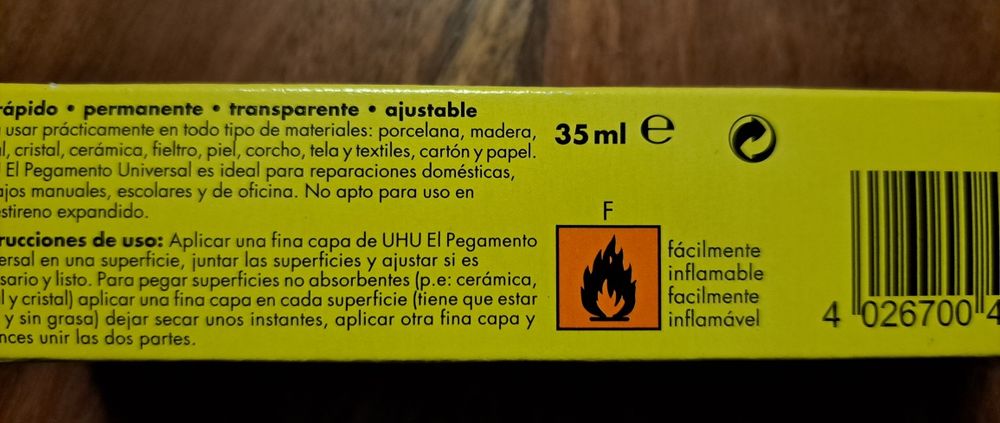 rápido • permanente • transparente • ajustable
usar prácticamente en todo tipo de materiales: porcelana, madera,
cristal, cerámica, fieltro, piel, corcho, tela y textiles, cartón y papel.
El Pegamento Universal es ideal para reparaciones domésticas,
manuales, escolares y de oficina. No apto para uso en
expandido.
de uso: Aplicar una fina capa de UHU El Pegamento
en una superficie, juntar las superficies y ajustar si es
y listo. Para pegar superficies no absorbentes (p.e: cerámica,
y cristal) aplicar una fina capa en cada superficie (tiene que estar
y sin grasa) dejar secar unos instantes, aplicar otra fina capa y
unir las dos partes.
35 ml ℮
F
fácilmente
inflamable
facilmente
inflamável
4 026700 4